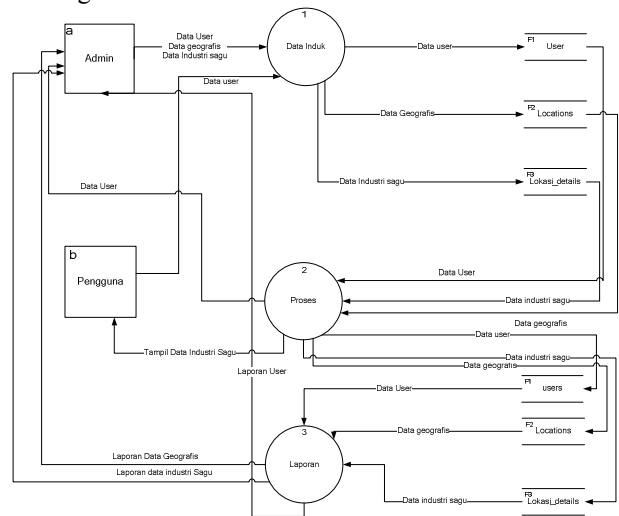 a
Admin
Data User
Data geografis
Data Industri sagu
1
Data Induk
Data user
F1
User
Data user
Data Geografis
F2
Locations
Data Industri sagu
F3
Lokasi_details
Data User
b
Pengguna
2
Proses
Data User
Data industri sagu
Data geografis
Data user
Tampil Data Industri Sagu
Data industri sagu
Data geografis
Laporan User
Data User
F1
users
3
Laporan
Data geografis
F2
Locations
Laporan Data Geografis
Laporan data industri Sagu
Data industri sagu
F3
Lokasi_details